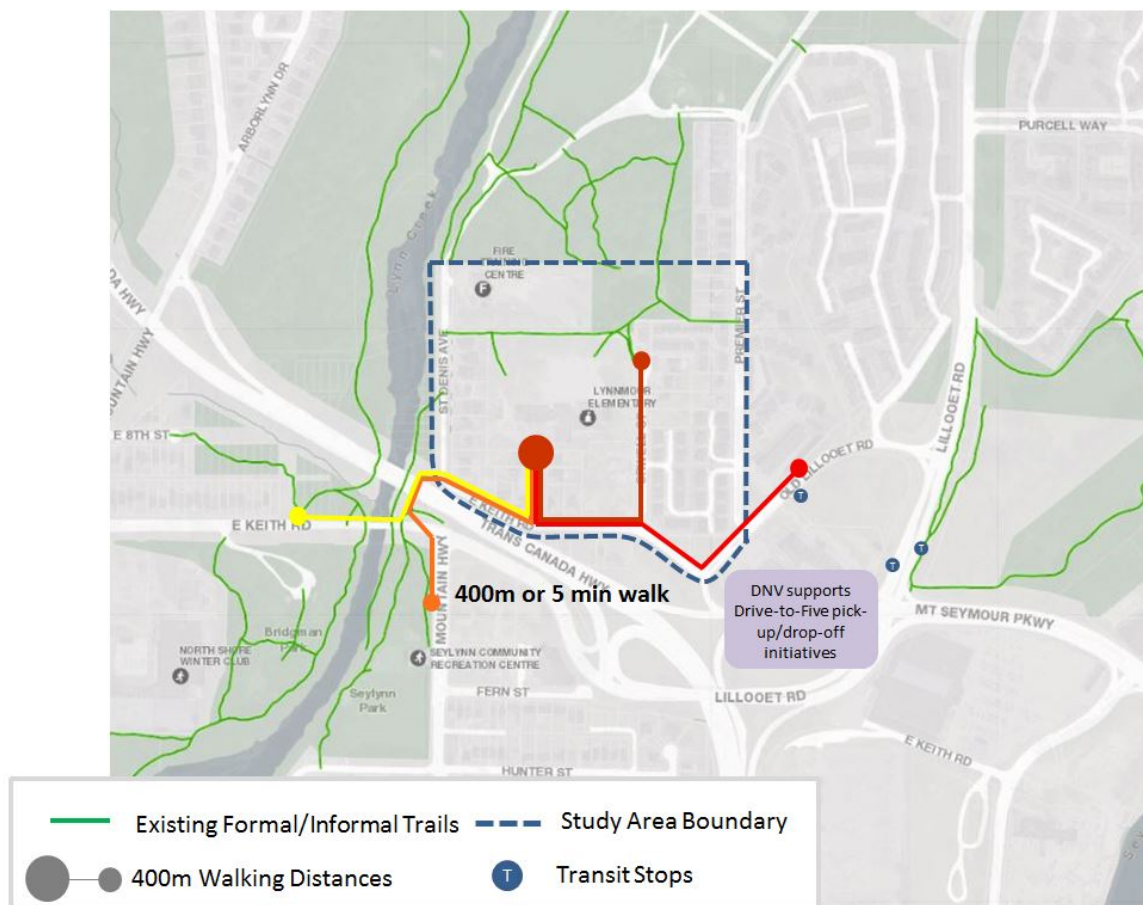 ARBORLYNN DR
PURCELL WAY
Lynn Creek
FIRE
TRAINING
CENTRE
F
MOUNTAIN HWY
ST DENIS AVE
PREMIER ST
LYNNMOUR
ELEMENTARY
LILLOOET RD
E 8TH ST
OLD LILLOOET RD
T
E KEITH RD
E KEITH RD
TRANS CANADA HWY
T
T
MOUNTAIN HWY
400m or 5 min walk
DNV supports
Drive-to-Five pick-
up/drop-off
initiatives
MT SEYMOUR PKWY
Bridgman
Park
NORTH SHORE
WINTER CLUB
SEYLYNN COMMUNITY
RECREATION CENTRE
Seylynn
Park
FERN ST
LILLOOET RD
E KEITH RD
HUNTER ST
Existing Formal/Informal Trails
Study Area Boundary
400m Walking Distances
T
Transit Stops